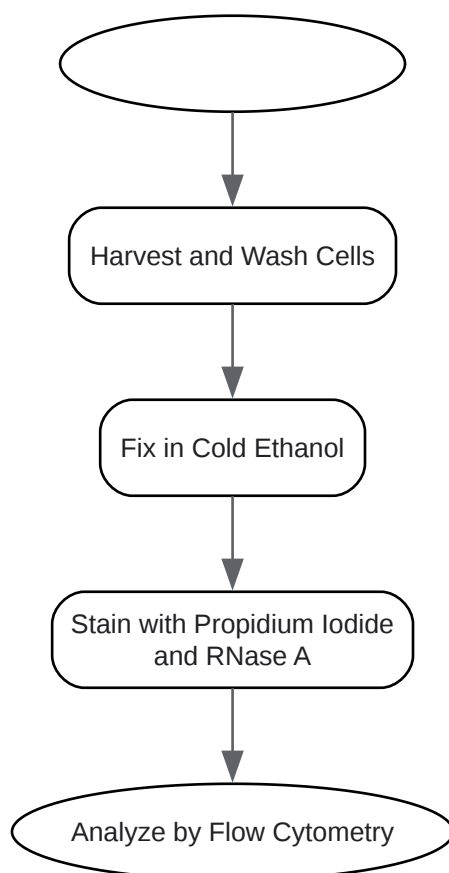 Harvest and Wash Cells
Fix in Cold Ethanol
Stain with Propidium Iodide
and RNase A
Analyze by Flow Cytometry